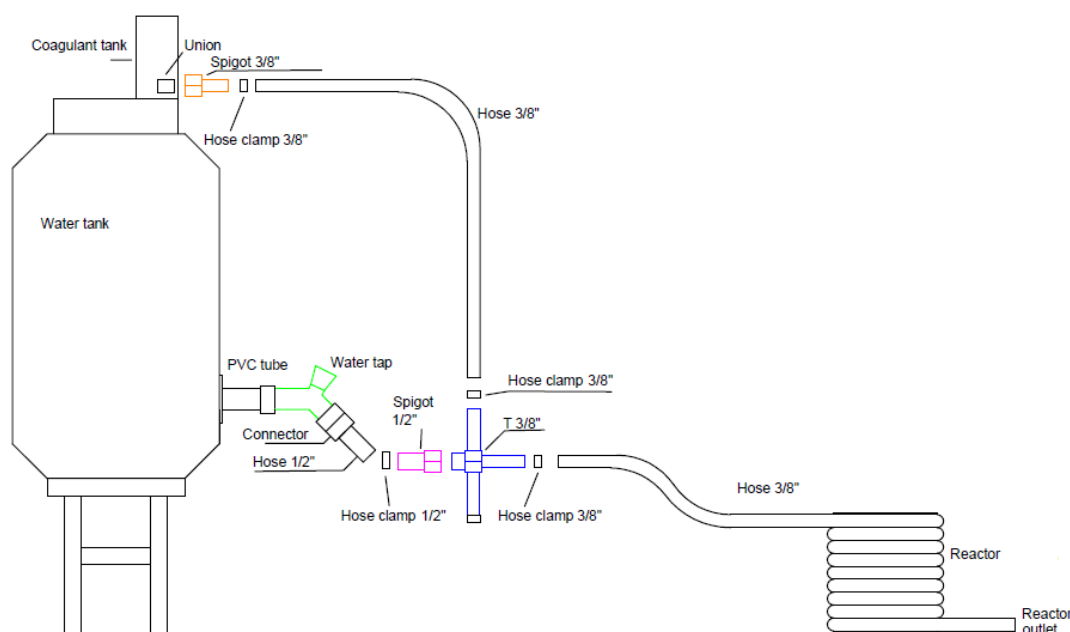 Coagulant tank
Union
Spigot 3/8"
Hose clamp 3/8"
Hose 3/8"
Water tank
PVC tube
Water tap
Hose clamp 3/8"
Spigot
1/2"
T 3/8"
Connector
Hose 1/2"
Hose clamp 1/2"
Hose clamp 3/8"
Hose 3/8"
Reactor
Reactor
outlet